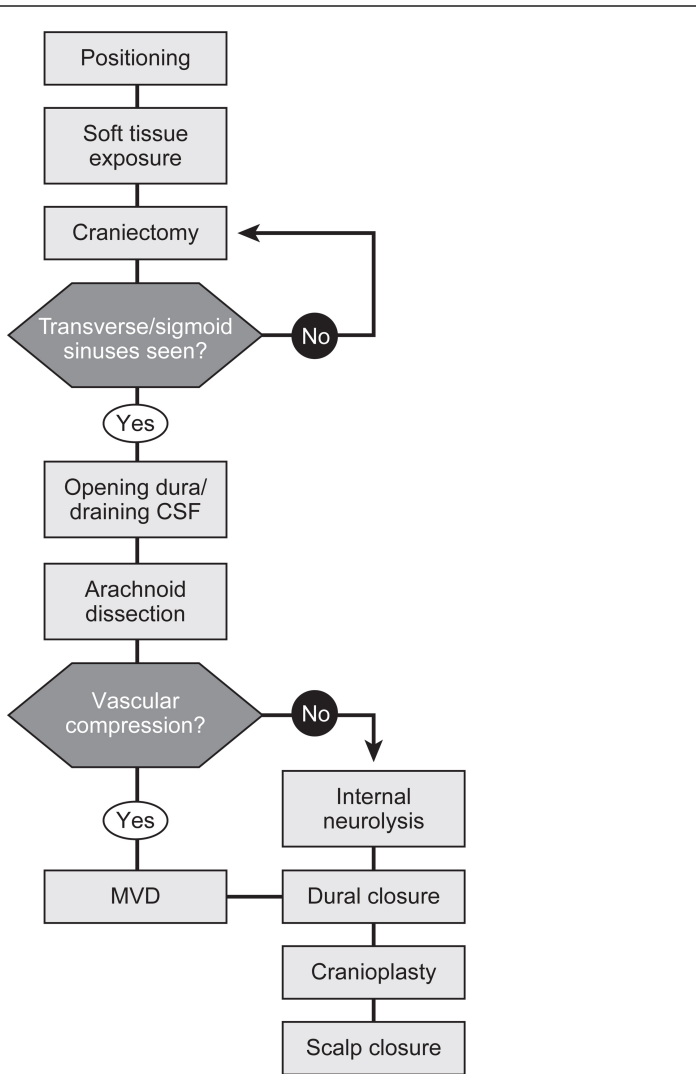 Positioning
Soft tissue
exposure
Craniectomy
Transverse/sigmoid
sinuses seen?
No
Yes
Opening dura/
draining CSF
Arachnoid
dissection
Vascular
compression?
No
Internal
neurolysis
Yes
MVD
Dural closure
Cranioplasty
Scalp closure